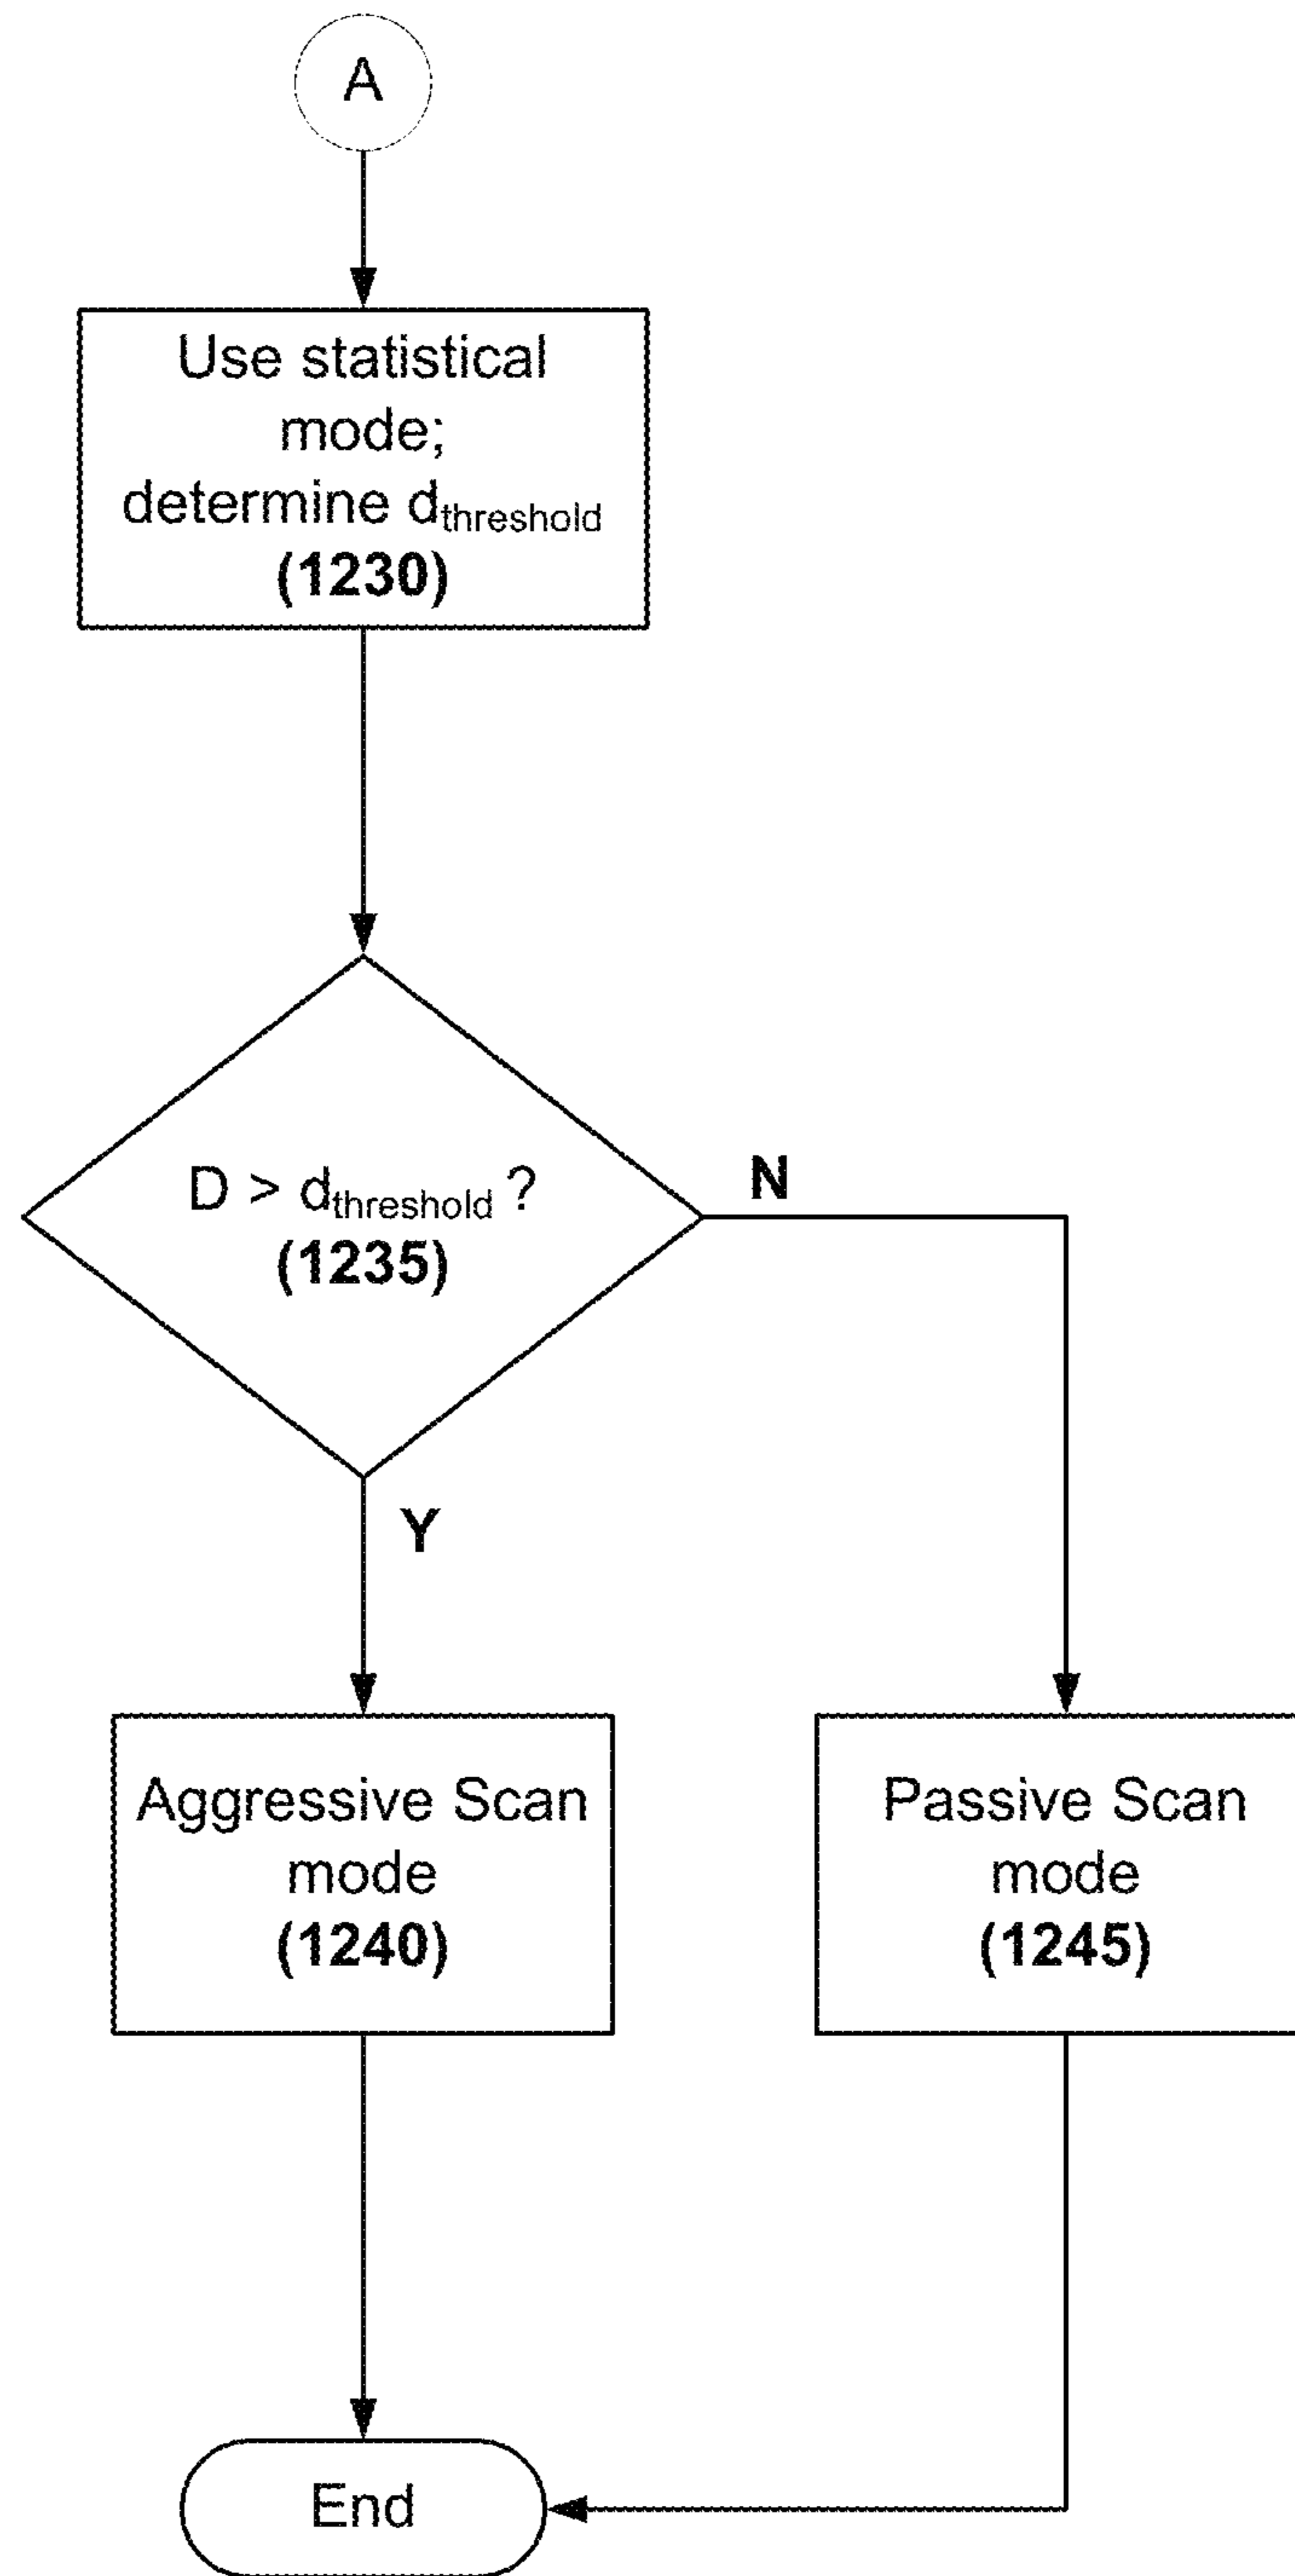 A
Use statistical
mode;
determine dthreshold
(1230)
D > dthreshold ?
(1235)
N
Y
Aggressive Scan
mode
(1240)
Passive Scan
mode
(1245)
End